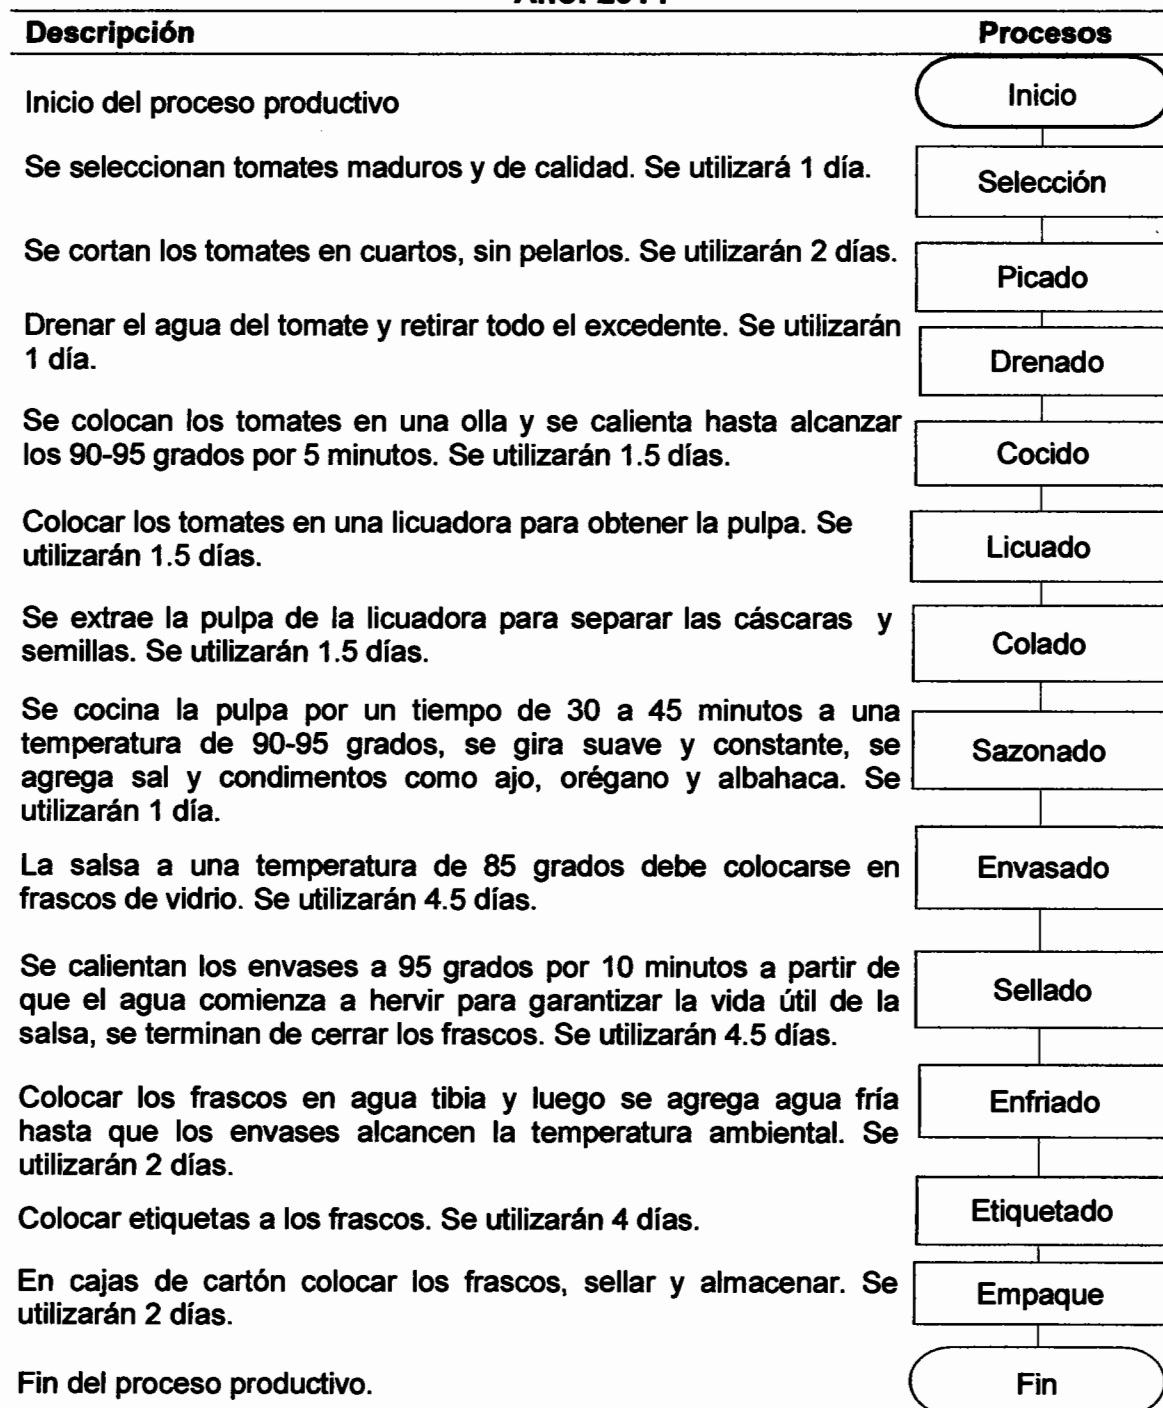 Descripción Procesos
Inicio del proceso productivo
Inicio
Se seleccionan tomates maduros y de calidad. Se utilizará 1 día.
Selección
Se cortan los tomates en cuartos, sin pelarlos. Se utilizarán 2 días.
Picado
Drenar el agua del tomate y retirar todo el excedente. Se utilizarán
1 día.
Drenado
Se colocan los tomates en una olla y se calienta hasta alcanzar
los 90-95 grados por 5 minutos. Se utilizarán 1.5 días.
Cocido
Colocar los tomates en una licuadora para obtener la pulpa. Se
utilizarán 1.5 días.
Licuado
Se extrae la pulpa de la licuadora para separar las cáscaras y
semillas. Se utilizarán 1.5 días.
Colado
Se cocina la pulpa por un tiempo de 30 a 45 minutos a una
temperatura de 90-95 grados, se gira suave y constante, se
agrega sal y condimentos como ajo, orégano y albahaca. Se
utilizarán 1 día.
Sazonado
La salsa a una temperatura de 85 grados debe colocarse en
frascos de vidrio. Se utilizarán 4.5 días.
Envasado
Se calientan los envases a 95 grados por 10 minutos a partir de
que el agua comienza a hervir para garantizar la vida útil de la
salsa, se terminan de cerrar los frascos. Se utilizarán 4.5 días.
Sellado
Colocar los frascos en agua tibia y luego se agrega agua fría
hasta que los envases alcancen la temperatura ambiental. Se
utilizarán 2 días.
Enfriado
Colocar etiquetas a los frascos. Se utilizarán 4 días.
Etiquetado
En cajas de cartón colocar los frascos, sellar y almacenar. Se
utilizarán 2 días.
Empaque
Fin del proceso productivo.
Fin